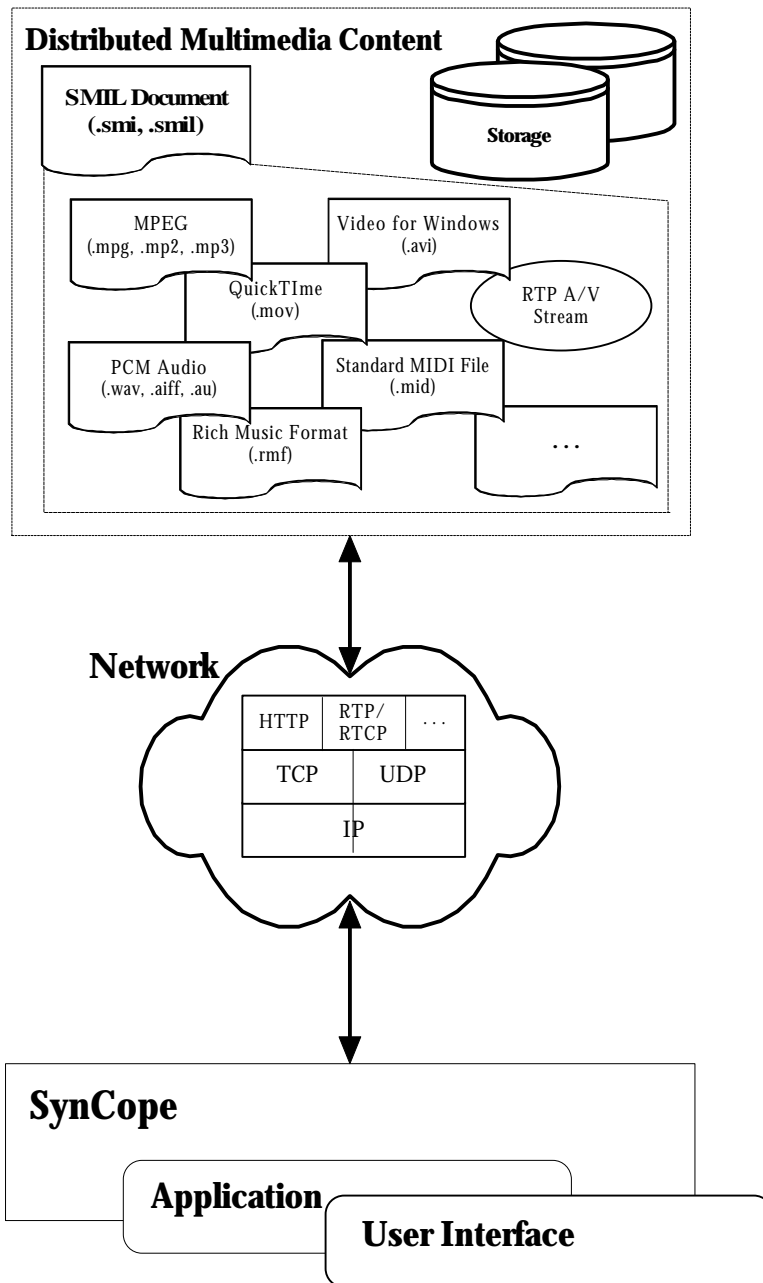 Distributed Multimedia Content
SMIL Document
(.smi, .smil)
Storage
MPEG
(.mpg, .mp2, .mp3)
Video for Windows
(.avi)
QuickTIme
(.mov)
RTP A/V
Stream
PCM Audio
(.wav, .aiff, .au)
Standard MIDI File
(.mid)
Rich Music Format
(.rmf)
...
Network
HTTP
RTP/
RTCP
...
TCP
UDP
IP
SynCope
Application
User Interface